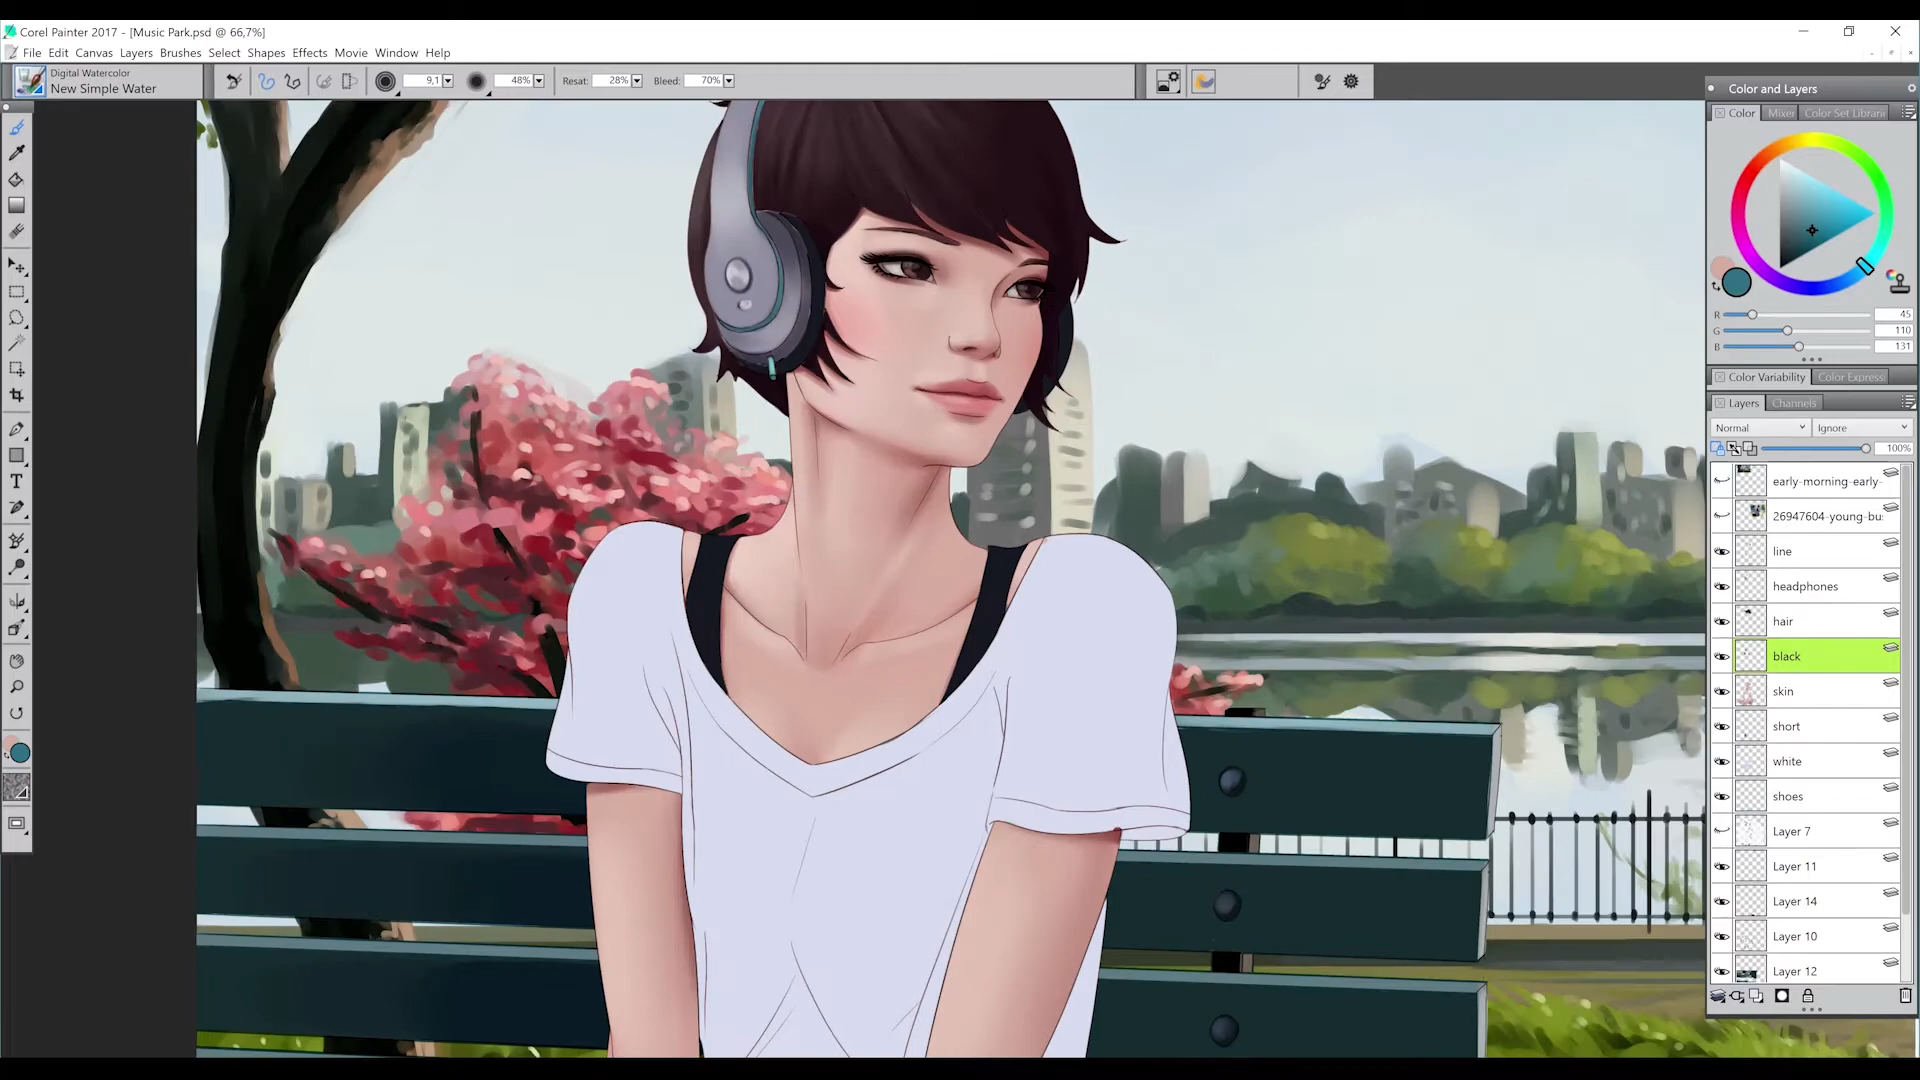 Corel Painter 2017 - [Music Park.psd @ 66,7%]
File Edit Canvas Layers Brushes Select Shapes Effects Movie Window Help
Digital Watercolor
New Simple Water
9,1
48%
Resat: 28%
Bleed: 70%
Color and Layers
Color Mixer Color Set Librari
R 45
G 110
B 131
Color Variability Color Express
Layers Channels
Normal Ignore
100%
early-morning-early-
26947604-young-bu
line
headphones
hair
black
skin
short
white
shoes
Layer 7
Layer 11
Layer 14
Layer 10
Layer 12
T